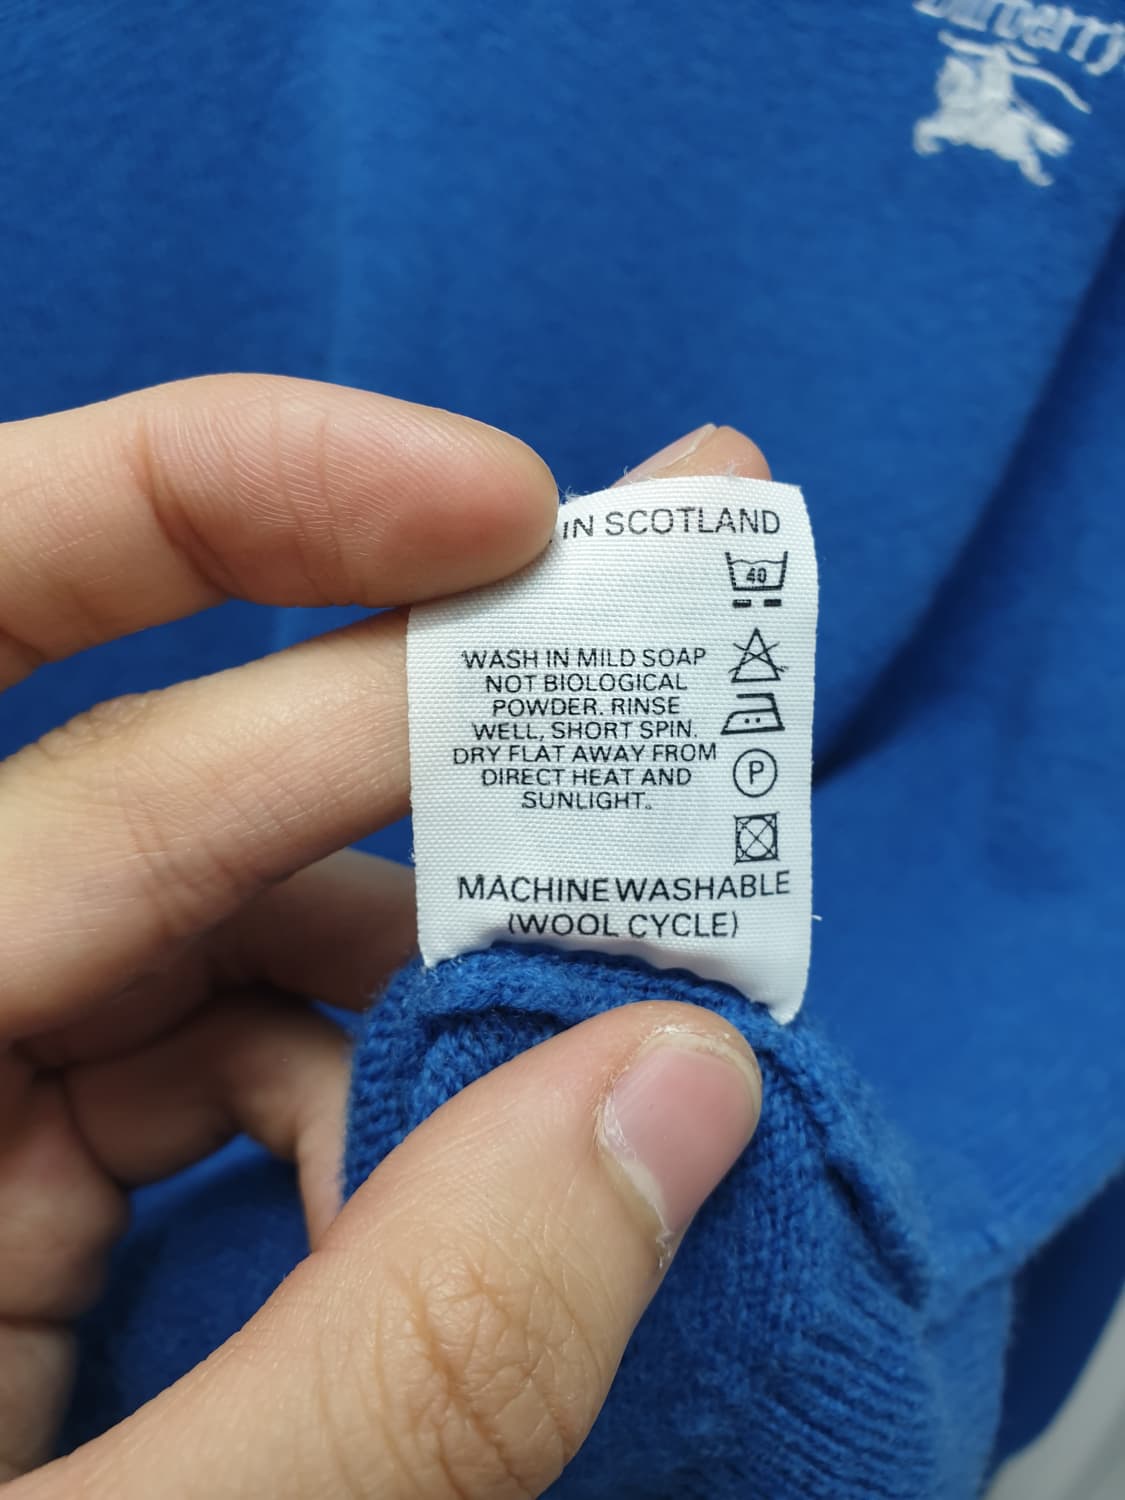 Burberry
IN SCOTLAND
40
WASH IN MILD SOAP
NOT BIOLOGICAL
POWDER. RINSE
WELL, SHORT SPIN.
DRY FLAT AWAY FROM
DIRECT HEAT AND
SUNLIGHT.
P
MACHINE WASHABLE
(WOOL CYCLE)